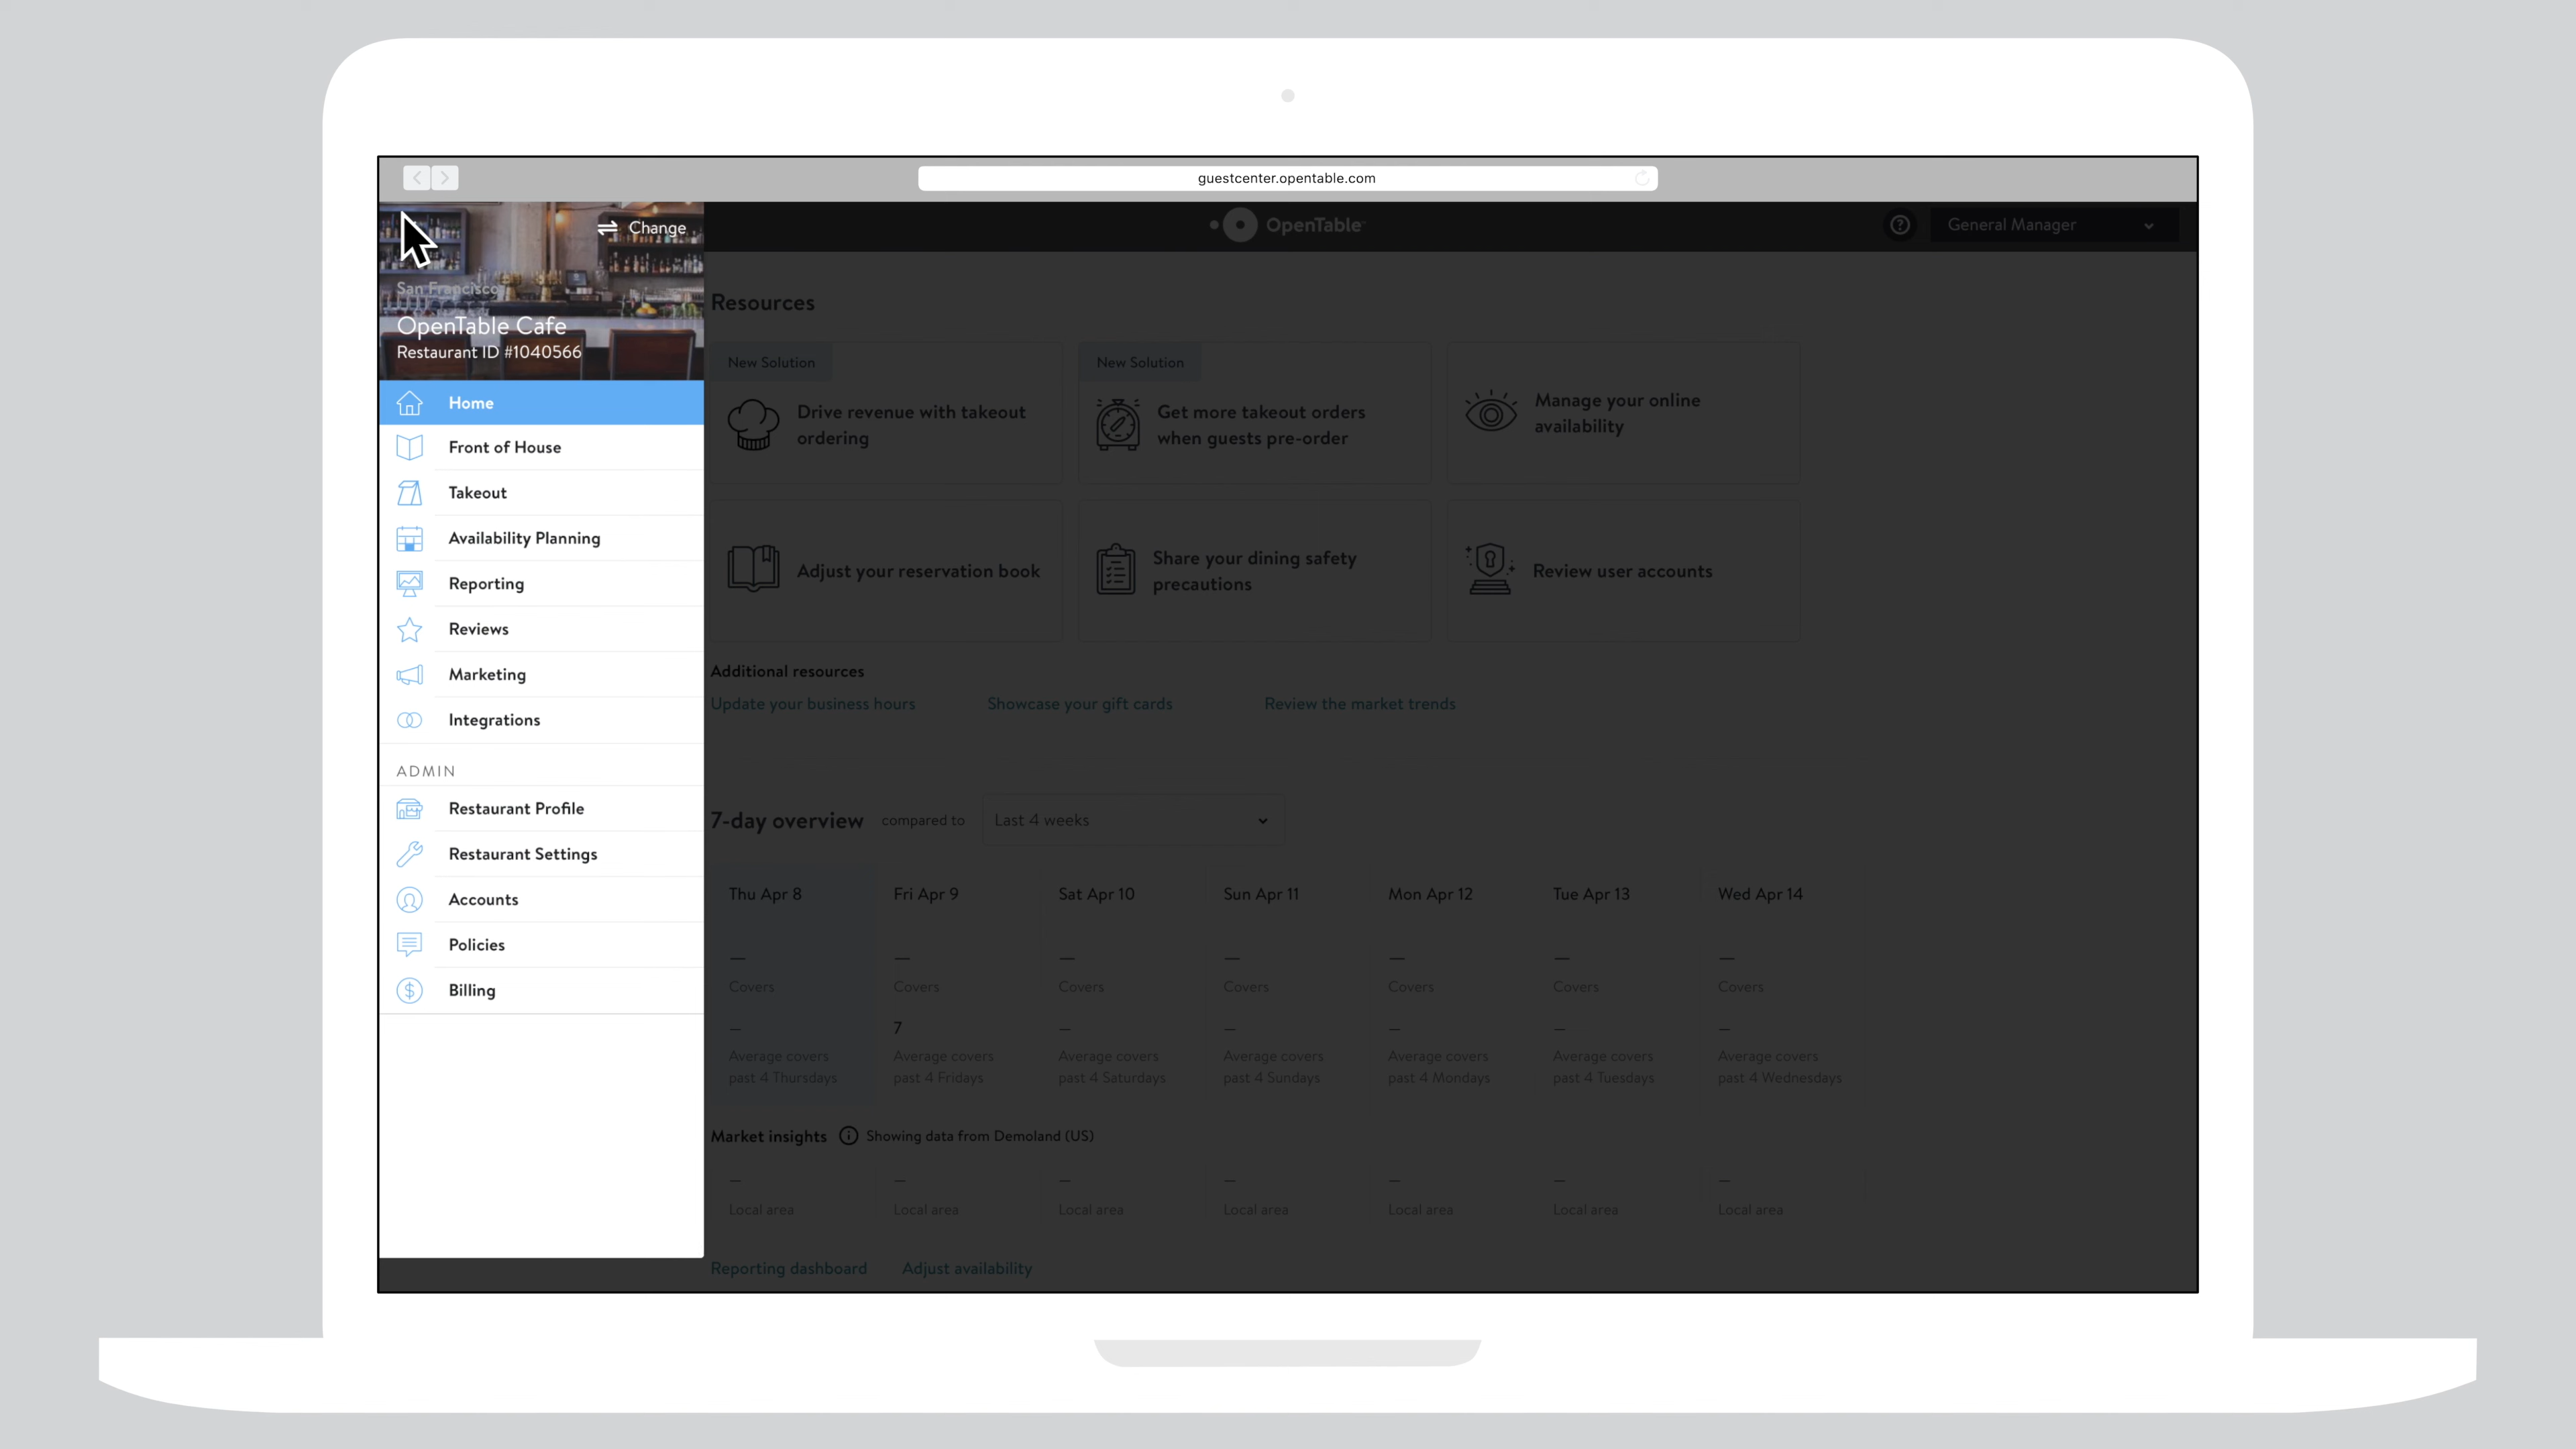 guestcenter.opentable.com
Change
San Francisco
OpenTable Cafe
Restaurant ID #1040566
Home
Front of House
Takeout
Availability Planning
Reporting
Reviews
Marketing
Integrations
ADMIN
Restaurant Profile
Restaurant Settings
Accounts
Policies
Billing
OpenTable
General Manager
Resources
New Solution
Drive revenue with takeout
ordering
New Solution
Get more takeout orders
when guests pre-order
Manage your online
availability
Adjust your reservation book
Share your dining safety
precautions
Review user accounts
Additional resources
Update your business hours
Showcase your gift cards
Review the market trends
7-day overview compared to Last 4 weeks
Thu Apr 8
Fri Apr 9
Sat Apr 10
Sun Apr 11
Mon Apr 12
Tue Apr 13
Wed Apr 14
— — — — — — —
Covers Covers Covers Covers Covers Covers Covers
– 7 – – – – –
Average covers Average covers Average covers Average covers Average covers Average covers Average covers
past 4 Thursdays past 4 Fridays past 4 Saturdays past 4 Sundays past 4 Mondays past 4 Tuesdays past 4 Wednesdays
Market insights Showing data from Demoland (US)
– – – – – – –
Local area Local area Local area Local area Local area Local area Local area
Reporting dashboard Adjust availability